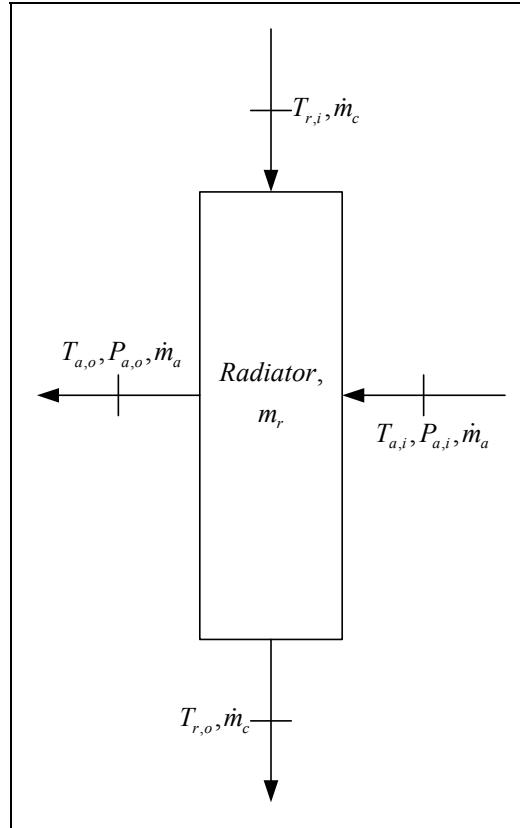 T_{r,i}, ṁ_c
T_{a,o}, P_{a,o}, ṁ_a
Radiator,
m_r
T_{a,i}, P_{a,i}, ṁ_a
T_{r,o}, ṁ_c